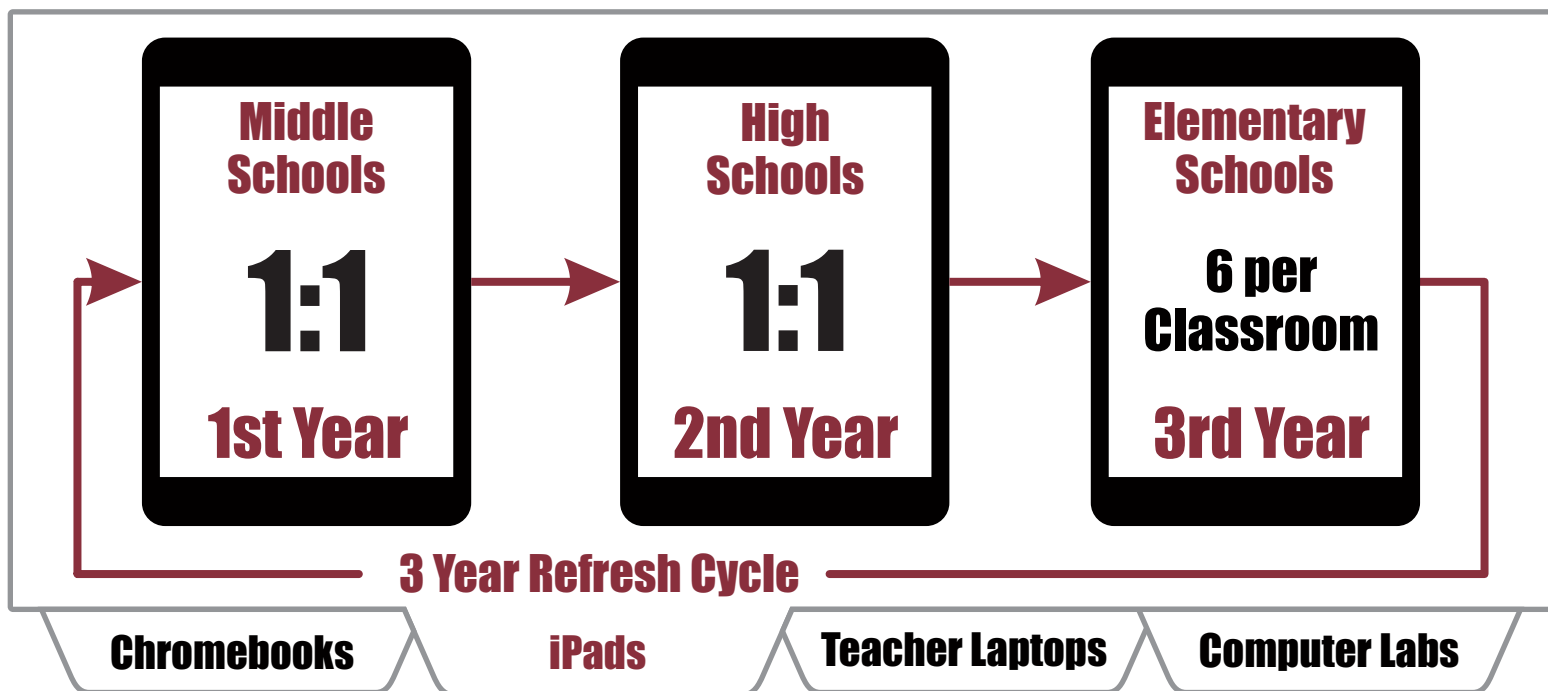 Middle
Schools
1:1
1st Year
High
Schools
1:1
2nd Year
Elementary
Schools
6 per
Classroom
3rd Year
3 Year Refresh Cycle
Chromebooks
iPads
Teacher Laptops
Computer Labs